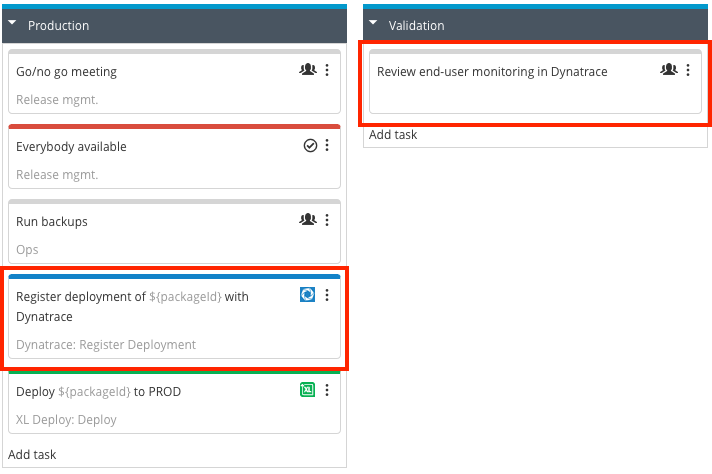 Production
Go/no go meeting
Release mgmt.
Everybody available
Release mgmt.
Run backups
Ops
Register deployment of ${packageId} with
Dynatrace
Dynatrace: Register Deployment
Deploy ${packageId} to PROD
XL
XL Deploy: Deploy
Add task
Validation
Review end-user monitoring in Dynatrace
Add task